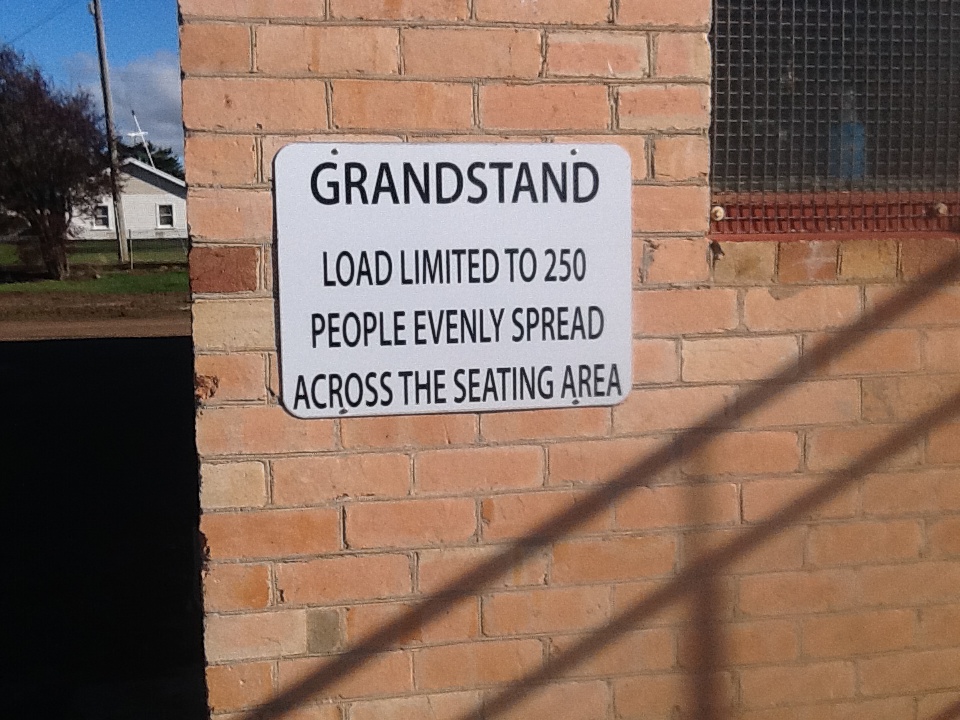 GRANDSTAND
LOAD LIMITED TO 250
PEOPLE EVENLY SPREAD
ACROSS THE SEATING AREA